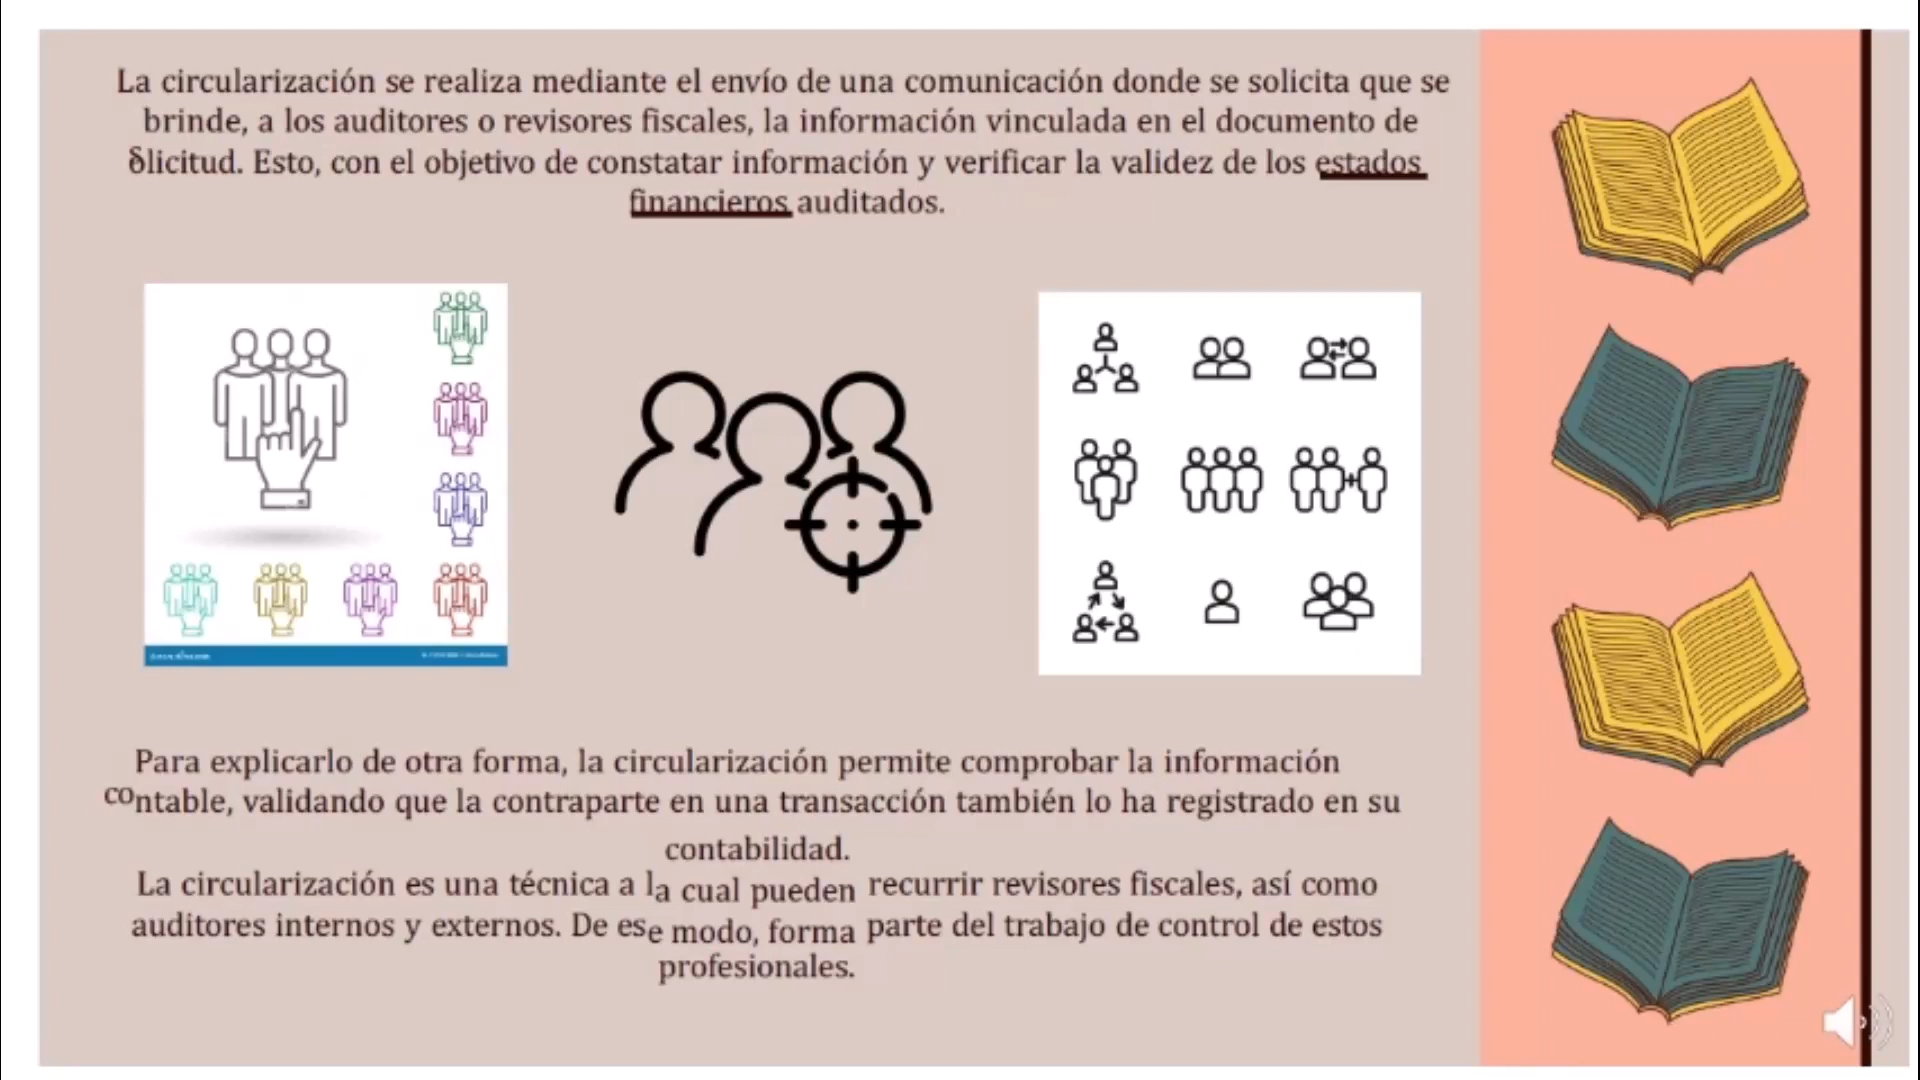 La circularización se realiza mediante el envío de una comunicación donde se solicita que se
brinde, a los auditores o revisores fiscales, la información vinculada en el documento de
licitud. Esto, con el objetivo de constatar información y verificar la validez de los estados
financieros auditados.
Para explicarlo de otra forma, la circularización permite comprobar la información
contable, validando que la contraparte en una transacción también lo ha registrado en su
contabilidad.
La circularización es una técnica a la cual pueden recurrir revisores fiscales, así como
auditores internos y externos. De ese modo, forma parte del trabajo de control de estos
profesionales.